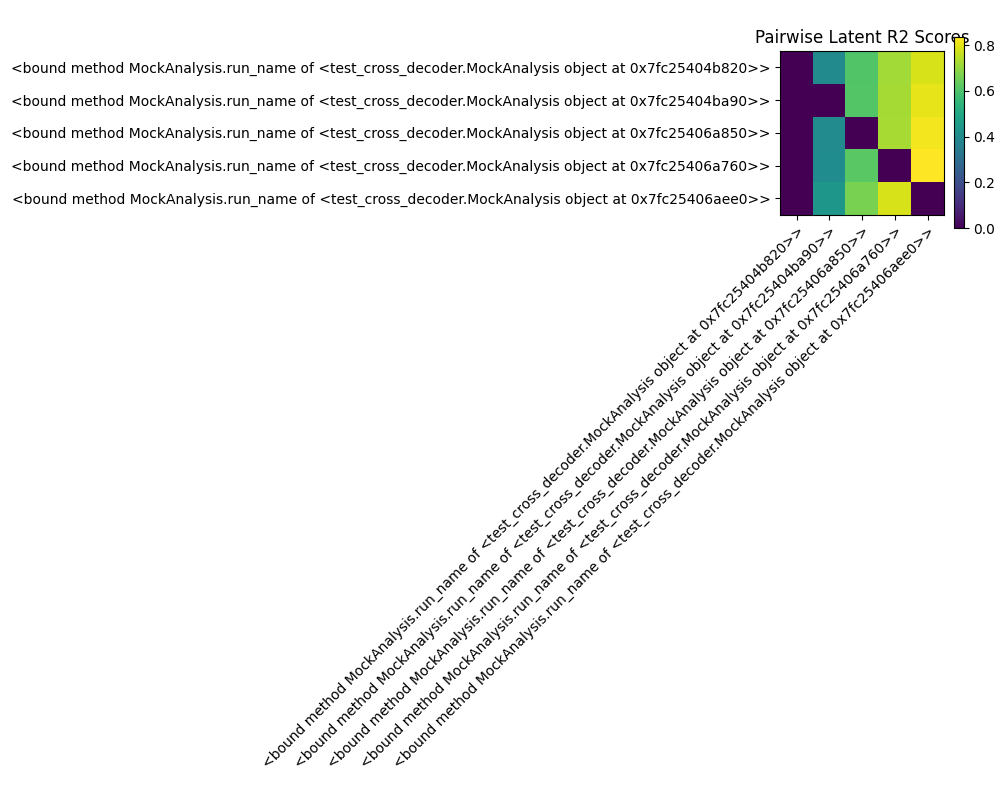 Pairwise Latent R2 Scores
<bound method MockAnalysis.run_name of <test_cross_decoder.MockAnalysis object at 0x7fc25404b820>>
<bound method MockAnalysis.run_name of <test_cross_decoder.MockAnalysis object at 0x7fc25404ba90>>
<bound method MockAnalysis.run_name of <test_cross_decoder.MockAnalysis object at 0x7fc25406a850>>
<bound method MockAnalysis.run_name of <test_cross_decoder.MockAnalysis object at 0x7fc25406a760>>
<bound method MockAnalysis.run_name of <test_cross_decoder.MockAnalysis object at 0x7fc25406aee0>>
<bound method MockAnalysis.run_name of <test_cross_decoder.MockAnalysis object at 0x7fc25404b820>>
<bound method MockAnalysis.run_name of <test_cross_decoder.MockAnalysis object at 0x7fc25404ba90>>
<bound method MockAnalysis.run_name of <test_cross_decoder.MockAnalysis object at 0x7fc25406a850>>
<bound method MockAnalysis.run_name of <test_cross_decoder.MockAnalysis object at 0x7fc25406a760>>
<bound method MockAnalysis.run_name of <test_cross_decoder.MockAnalysis object at 0x7fc25406aee0>>
0.8
0.6
0.4
0.2
0.0